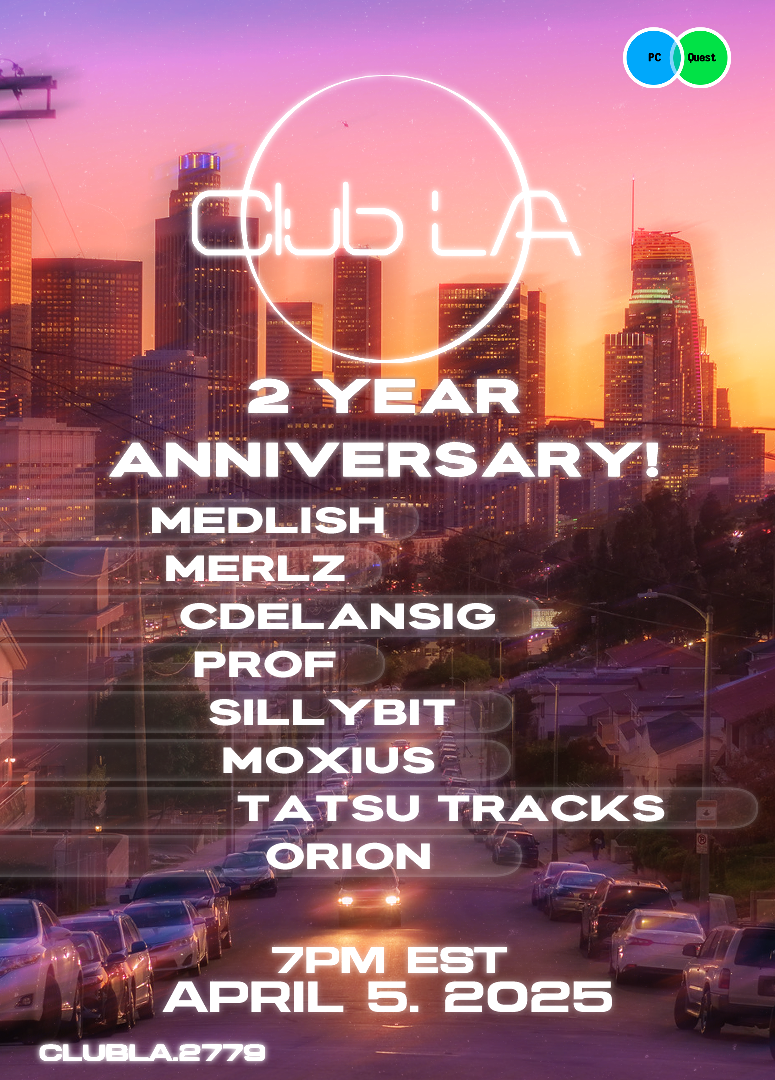 PC Quest
Club LA
2 YEAR
ANNIVERSARY!
MEDLISH
MERLZ
CDELANSIG
PROF
SILLYBIT
MOXIUS
TATSU TRACKS
ORION
7PM EST
APRIL 5. 2025
CLUBLA.2779